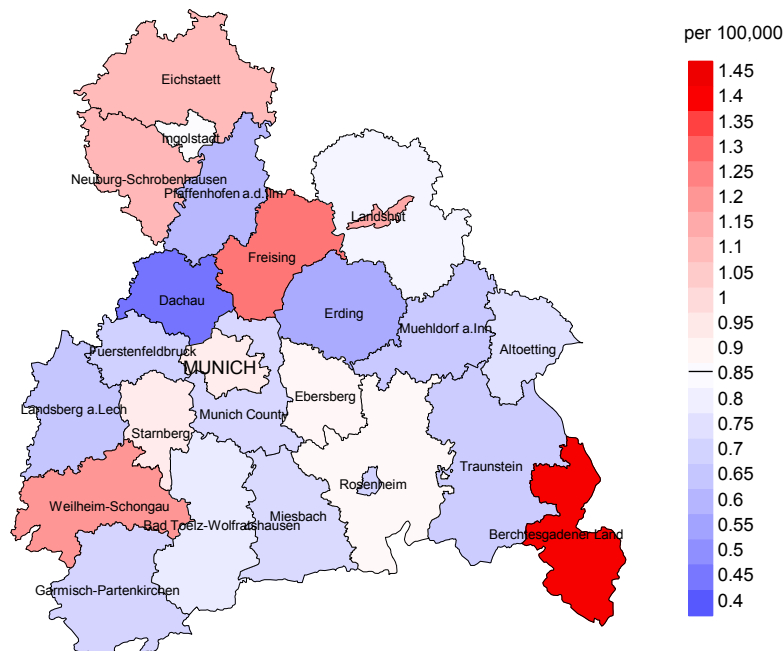 per 100,000
Eichstaett
Ingolstadt
Neuburg-Schrobenhausen
Pfaffenhofen a.d.Ilm
Landshut
Freising
Dachau
Erding
Muehldorf a.Inn
Altoetting
Fuerstenfeldbruck
MUNICH
Ebersberg
Landsberg a.Lech
Munich County
Starnberg
Traunstein
Rosenheim
Weilheim-Schongau
Miesbach
Bad Toelz-Wolfratshausen
Berchtesgadener Land
Garmisch-Partenkirchen
1.45
1.4
1.35
1.3
1.25
1.2
1.15
1.1
1.05
1
0.95
0.9
0.85
0.8
0.75
0.7
0.65
0.6
0.55
0.5
0.45
0.4